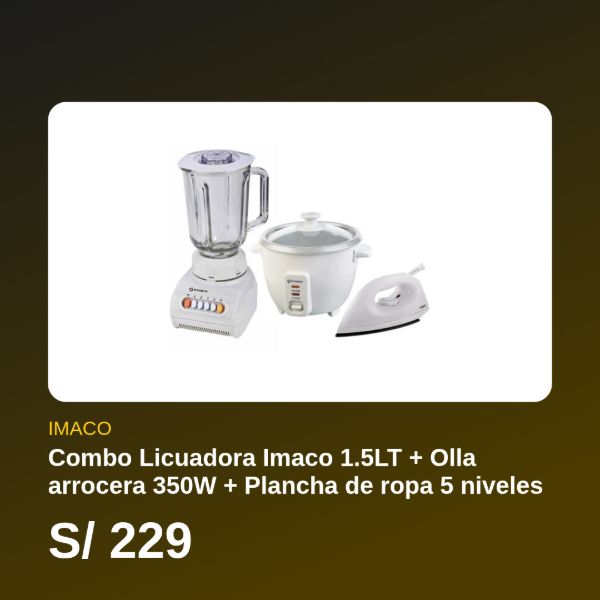 IMACO
Combo Licuadora Imaco 1.5LT + Olla
arrocera 350W + Plancha de ropa 5 niveles
S/ 229